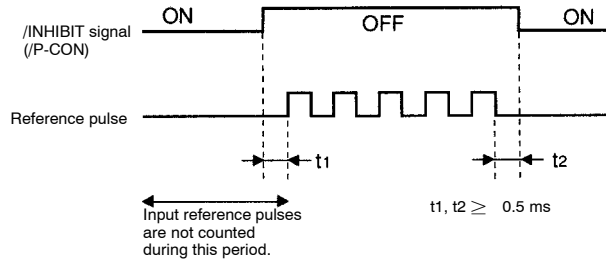 ON
OFF
ON
/INHIBIT signal
(/P-CON)
Reference pulse
t1
t2
Input reference pulses
are not counted
during this period.
t1, t2 ≥ 0.5 ms